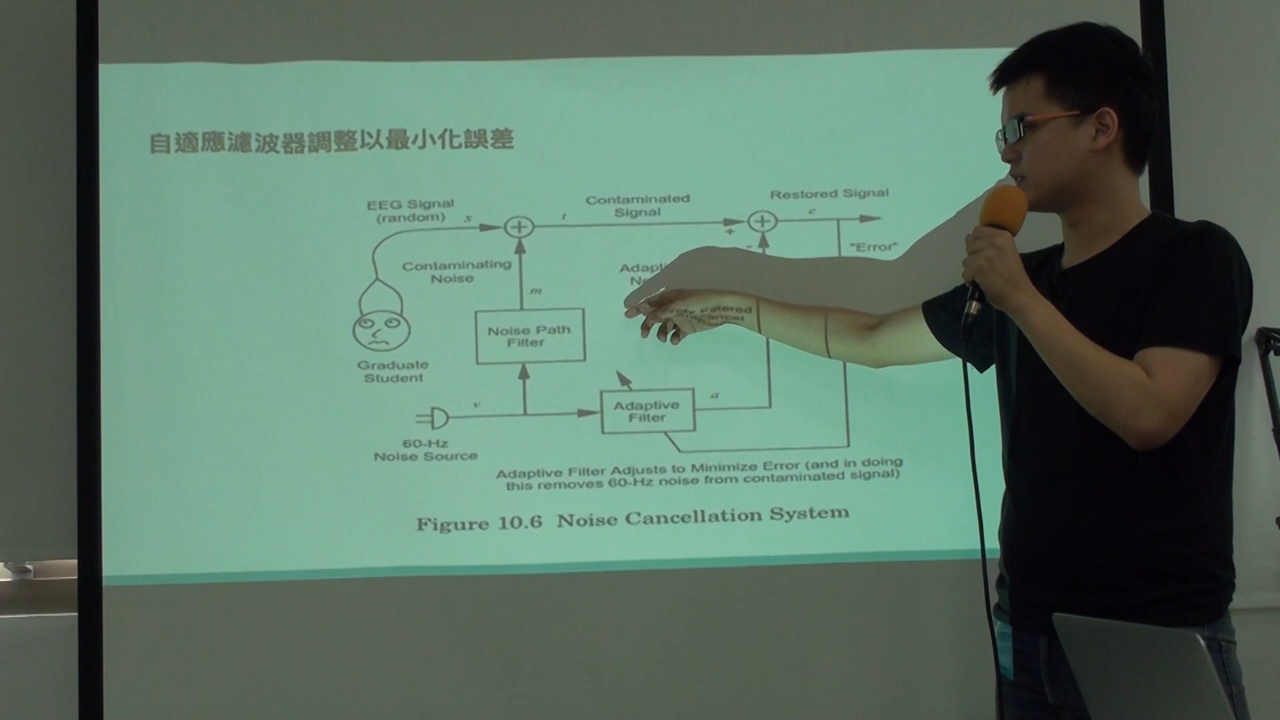 自適應濾波器調整以最小化誤差
EEG Signal
(random)
s
t
Contaminated
Signal
Restored Signal
e
+
-
"Error"
Contaminating
Noise
m
Noise Path
Filter
Graduate
Student
v
60-Hz
Noise Source
Adaptive
Filter
a
Adaptive Filter Adjusts to Minimize Error (and in doing
this removes 60-Hz noise from contaminated signal)
Figure 10.6 Noise Cancellation System